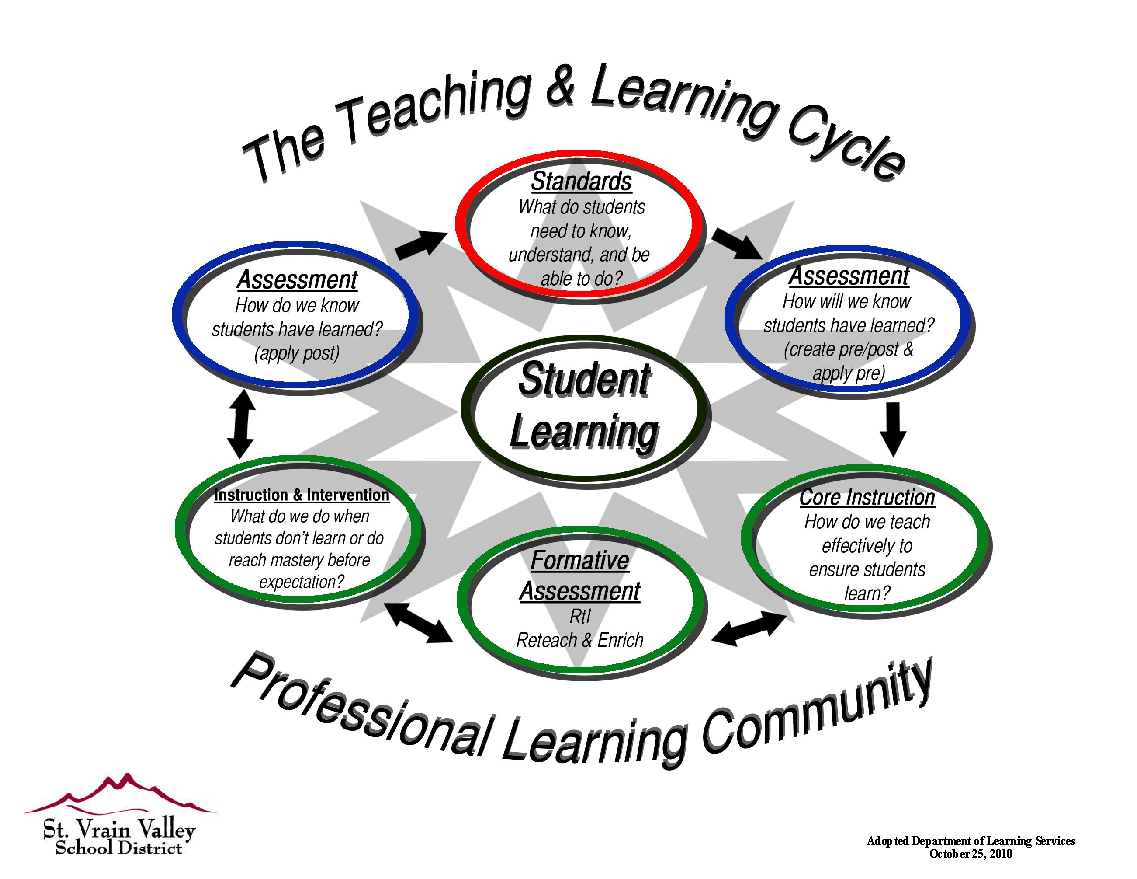 The Teaching & Learning Cycle
Standards
What do students
need to know,
understand, and be
able to do?
Assessment
How do we know
students have learned?
(apply post)
Assessment
How will we know
students have learned?
(create pre/post &
apply pre)
Student
Learning
Instruction & Intervention
What do we do when
students don't learn or do
reach mastery before
expectation?
Core Instruction
How do we teach
effectively to
ensure students
learn?
Formative
Assessment
RtI
Reteach & Enrich
Professional Learning Community
St. Vrain Valley
School District
Adopted Department of Learning Services
October 25, 2010